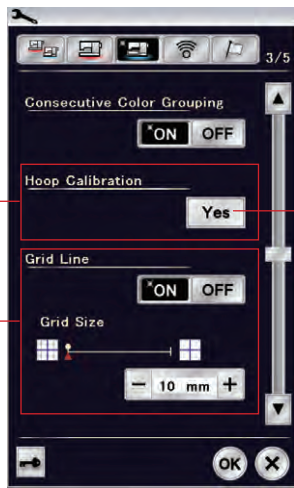 3/5
Consecutive Color Grouping
*ON OFF
Hoop Calibration
Yes
Grid Line
*ON OFF
Grid Size
− 10 mm +
OK X